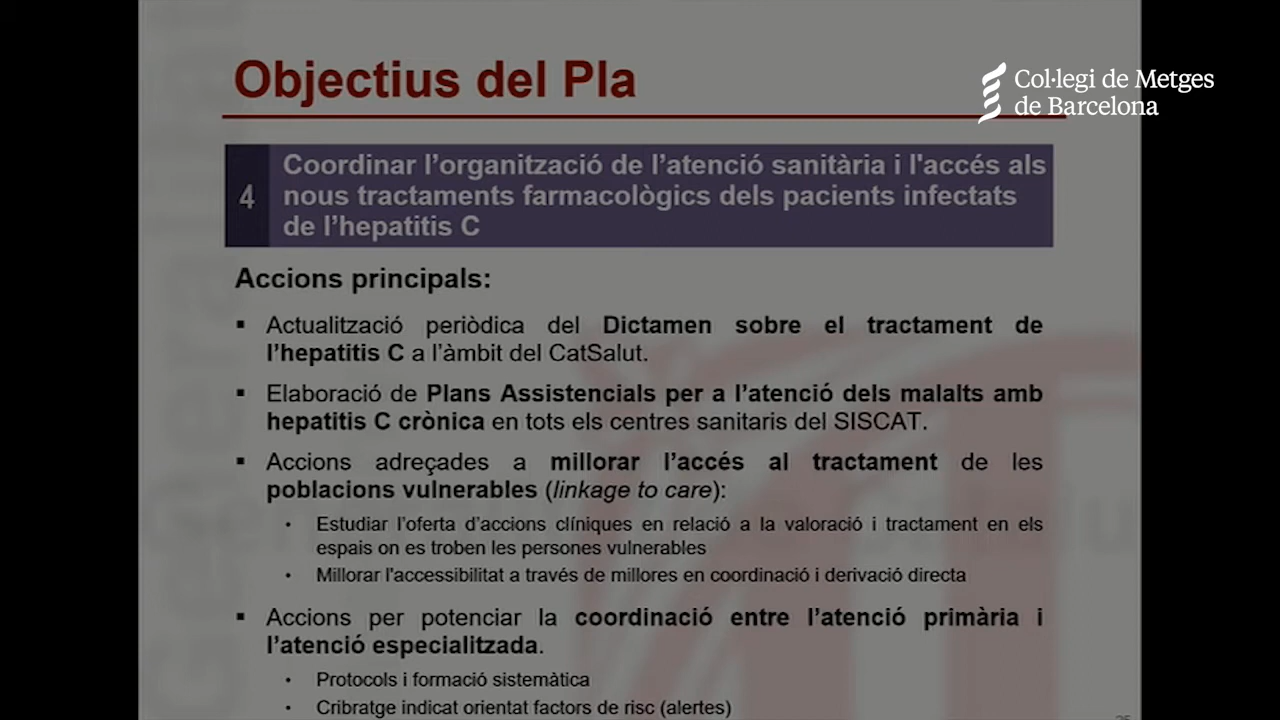 Objectius del Pla
Col·legi de Metges
de Barcelona
4
Coordinar l’organització de l’atenció sanitària i l'accés als
nous tractaments farmacològics dels pacients infectats
de l’hepatitis C
Accions principals:
▪ Actualització periòdica del Dictamen sobre el tractament de
l’hepatitis C a l’àmbit del CatSalut.
▪ Elaboració de Plans Assistencials per a l’atenció dels malalts amb
hepatitis C crònica en tots els centres sanitaris del SISCAT.
▪ Accions adreçades a millorar l’accés al tractament de les
poblacions vulnerables (linkage to care):
• Estudiar l’oferta d’accions clíniques en relació a la valoració i tractament en els
espais on es troben les persones vulnerables
• Millorar l'accessibilitat a través de millores en coordinació i derivació directa
▪ Accions per potenciar la coordinació entre l’atenció primària i
l’atenció especialitzada.
• Protocols i formació sistemàtica
• Cribratge indicat orientat factors de risc (alertes)